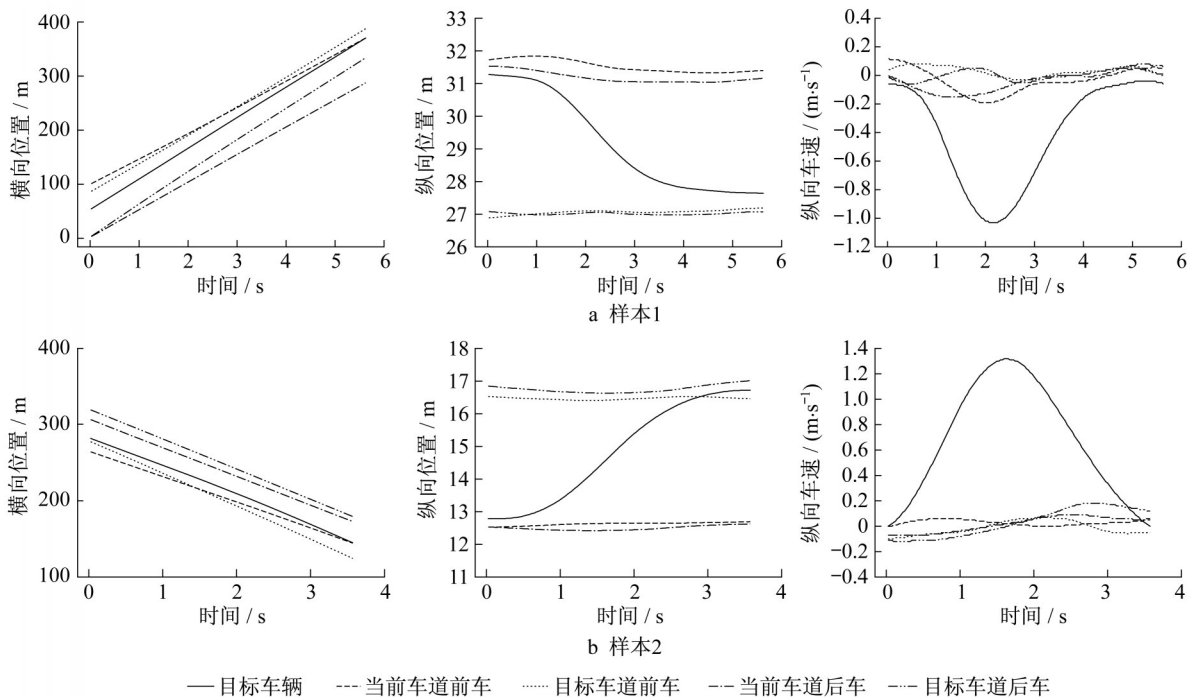 400
300
200
100
0
横向位置 / m
0 1 2 3 4 5 6
时间 / s
33
32
31
30
29
28
27
26
纵向位置 / m
0 1 2 3 4 5 6
时间 / s
0.4
0.2
0
−0.2
−0.4
−0.6
−0.8
−1.0
−1.2
纵向车速 / (m·s⁻¹)
0 1 2 3 4 5 6
时间 / s
a 样本1
400
300
200
100
横向位置 / m
0 1 2 3 4
时间 / s
18
17
16
15
14
13
12
11
纵向位置 / m
0 1 2 3 4
时间 / s
1.4
1.2
1.0
0.8
0.6
0.4
0.2
0
−0.2
−0.4
纵向车速 / (m·s⁻¹)
0 1 2 3 4
时间 / s
b 样本2
目标车辆 当前车道前车 目标车道前车 当前车道后车 目标车道后车